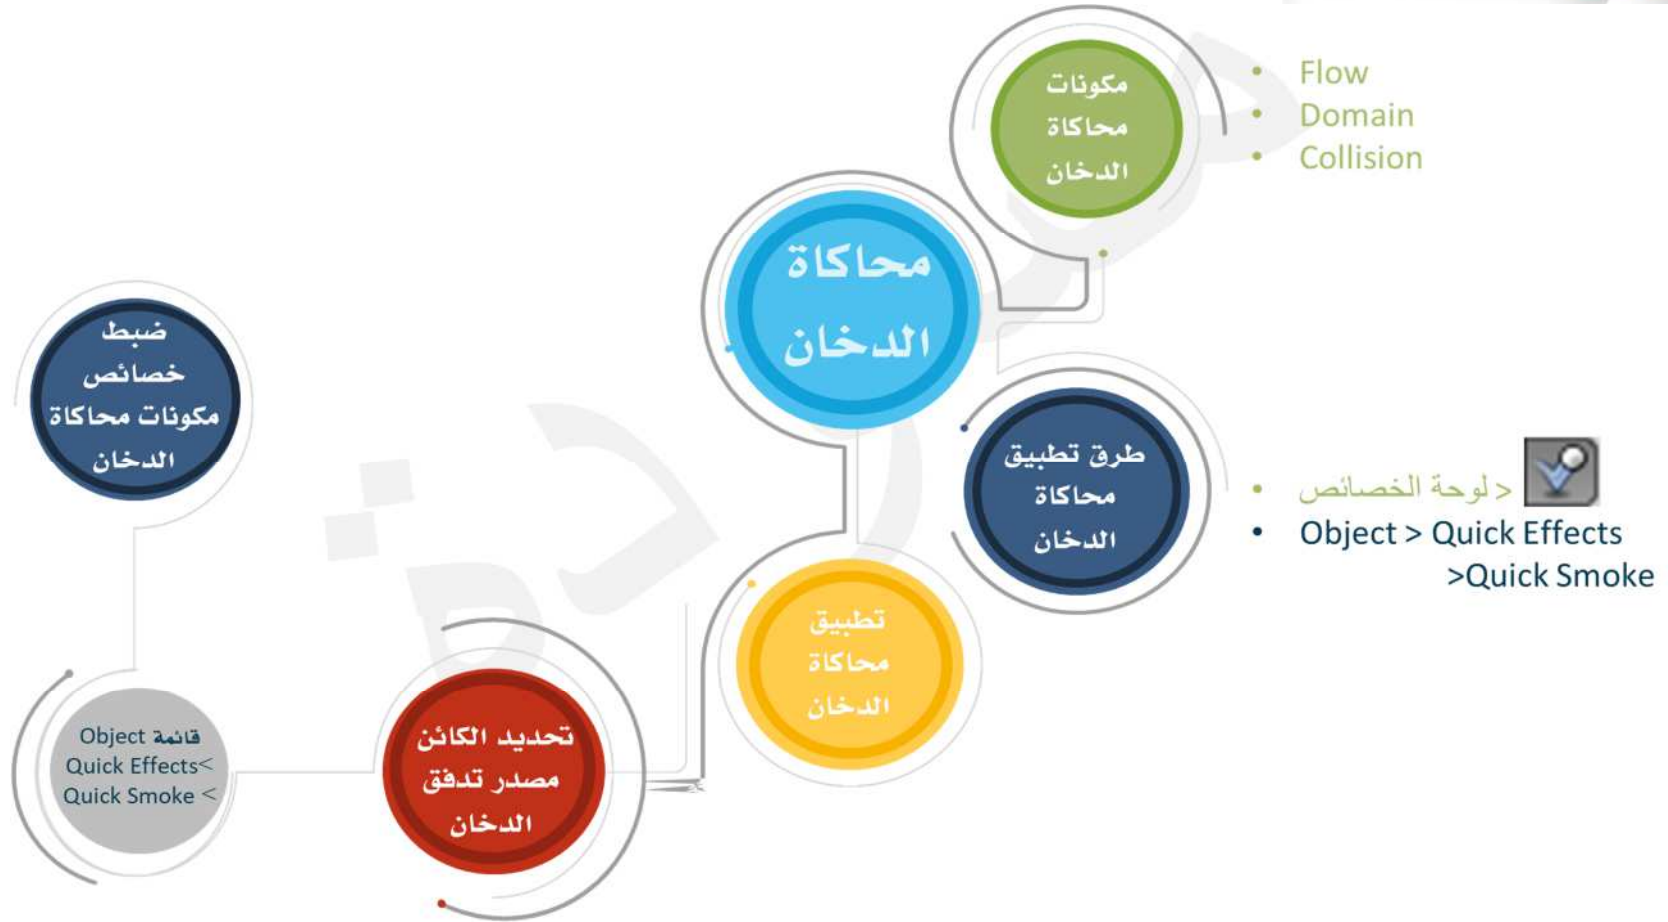 مكونات
محاكاة
الدخان
Flow
Domain
Collision
محاكاة
الدخان
طرق تطبيق
محاكاة
الدخان
< لوحة الخصائص
Object > Quick Effects
>Quick Smoke
تطبيق
محاكاة
الدخان
تحديد الكائن
مصدر تدفق
الدخان
قائمة Object
Quick Effects<
Quick Smoke <
ضبط
خصائص
مكونات محاكاة
الدخان